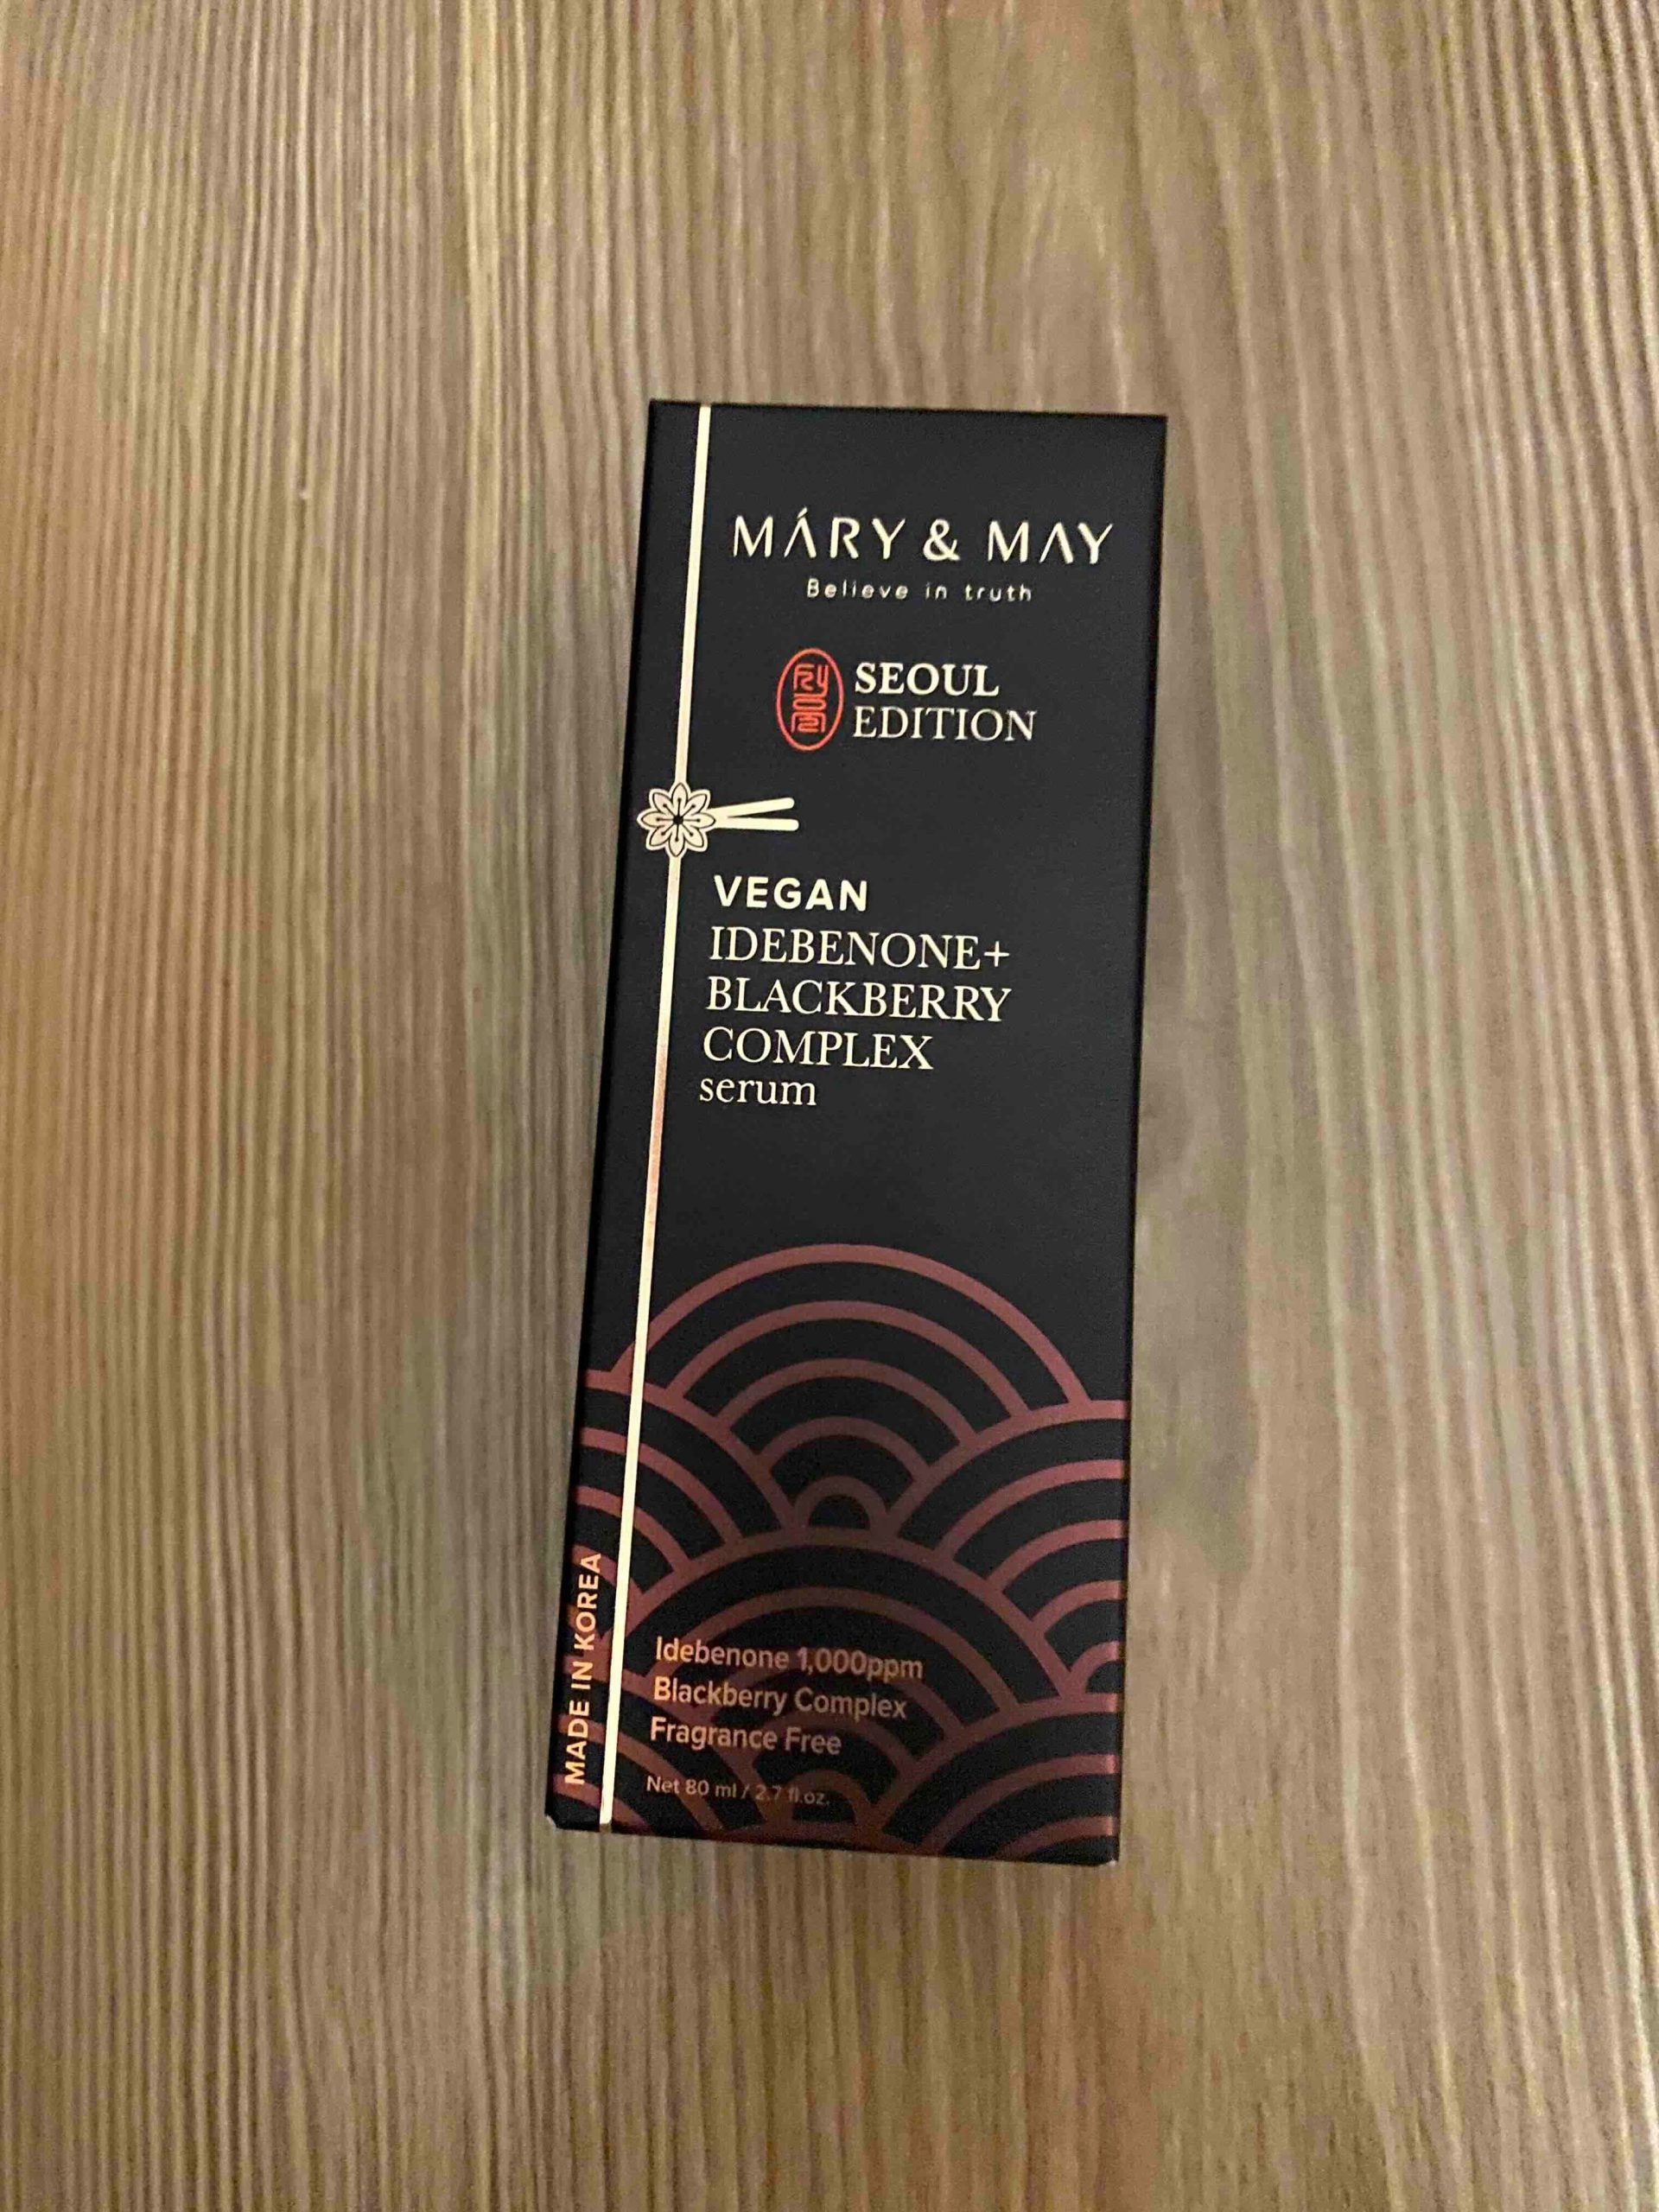 MÁRY & MAY
Believe in truth
SEOUL
EDITION
VEGAN
IDEBENONE+
BLACKBERRY
COMPLEX
serum
MADE IN KOREA
Idebenone 1,000ppm
Blackberry Complex
Fragrance Free
Net 80 ml / 2.7 fl.oz.